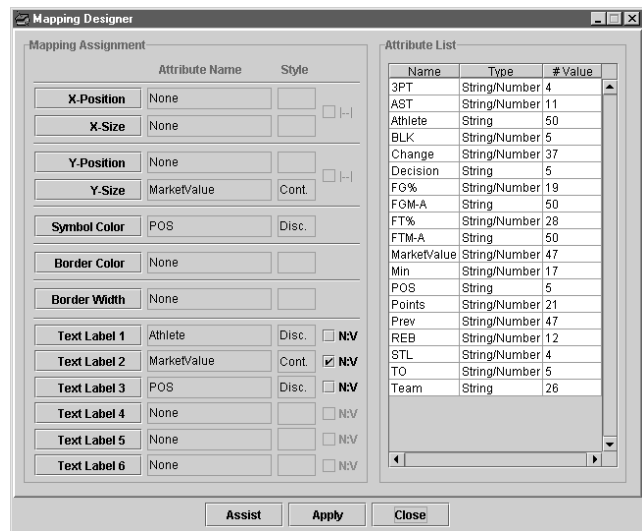 Mapping Designer
Mapping Assignment
Attribute Name Style
X-Position None
X-Size None
|--|
Y-Position None
Y-Size MarketValue Cont.
|--|
Symbol Color POS Disc.
Border Color None
Border Width None
Text Label 1 Athlete Disc. N:V
Text Label 2 MarketValue Cont. N:V
Text Label 3 POS Disc. N:V
Text Label 4 None N:V
Text Label 5 None N:V
Text Label 6 None N:V
Attribute List
Name Type # Value
3PT String/Number 4
AST String/Number 11
Athlete String 50
BLK String/Number 5
Change String/Number 37
Decision String 5
FG% String/Number 19
FGM-A String 50
FT% String/Number 28
FTM-A String 50
MarketValue String/Number 47
Min String/Number 17
POS String 5
Points String/Number 21
Prev String/Number 47
REB String/Number 12
STL String/Number 4
TO String/Number 5
Team String 26
Assist Apply Close